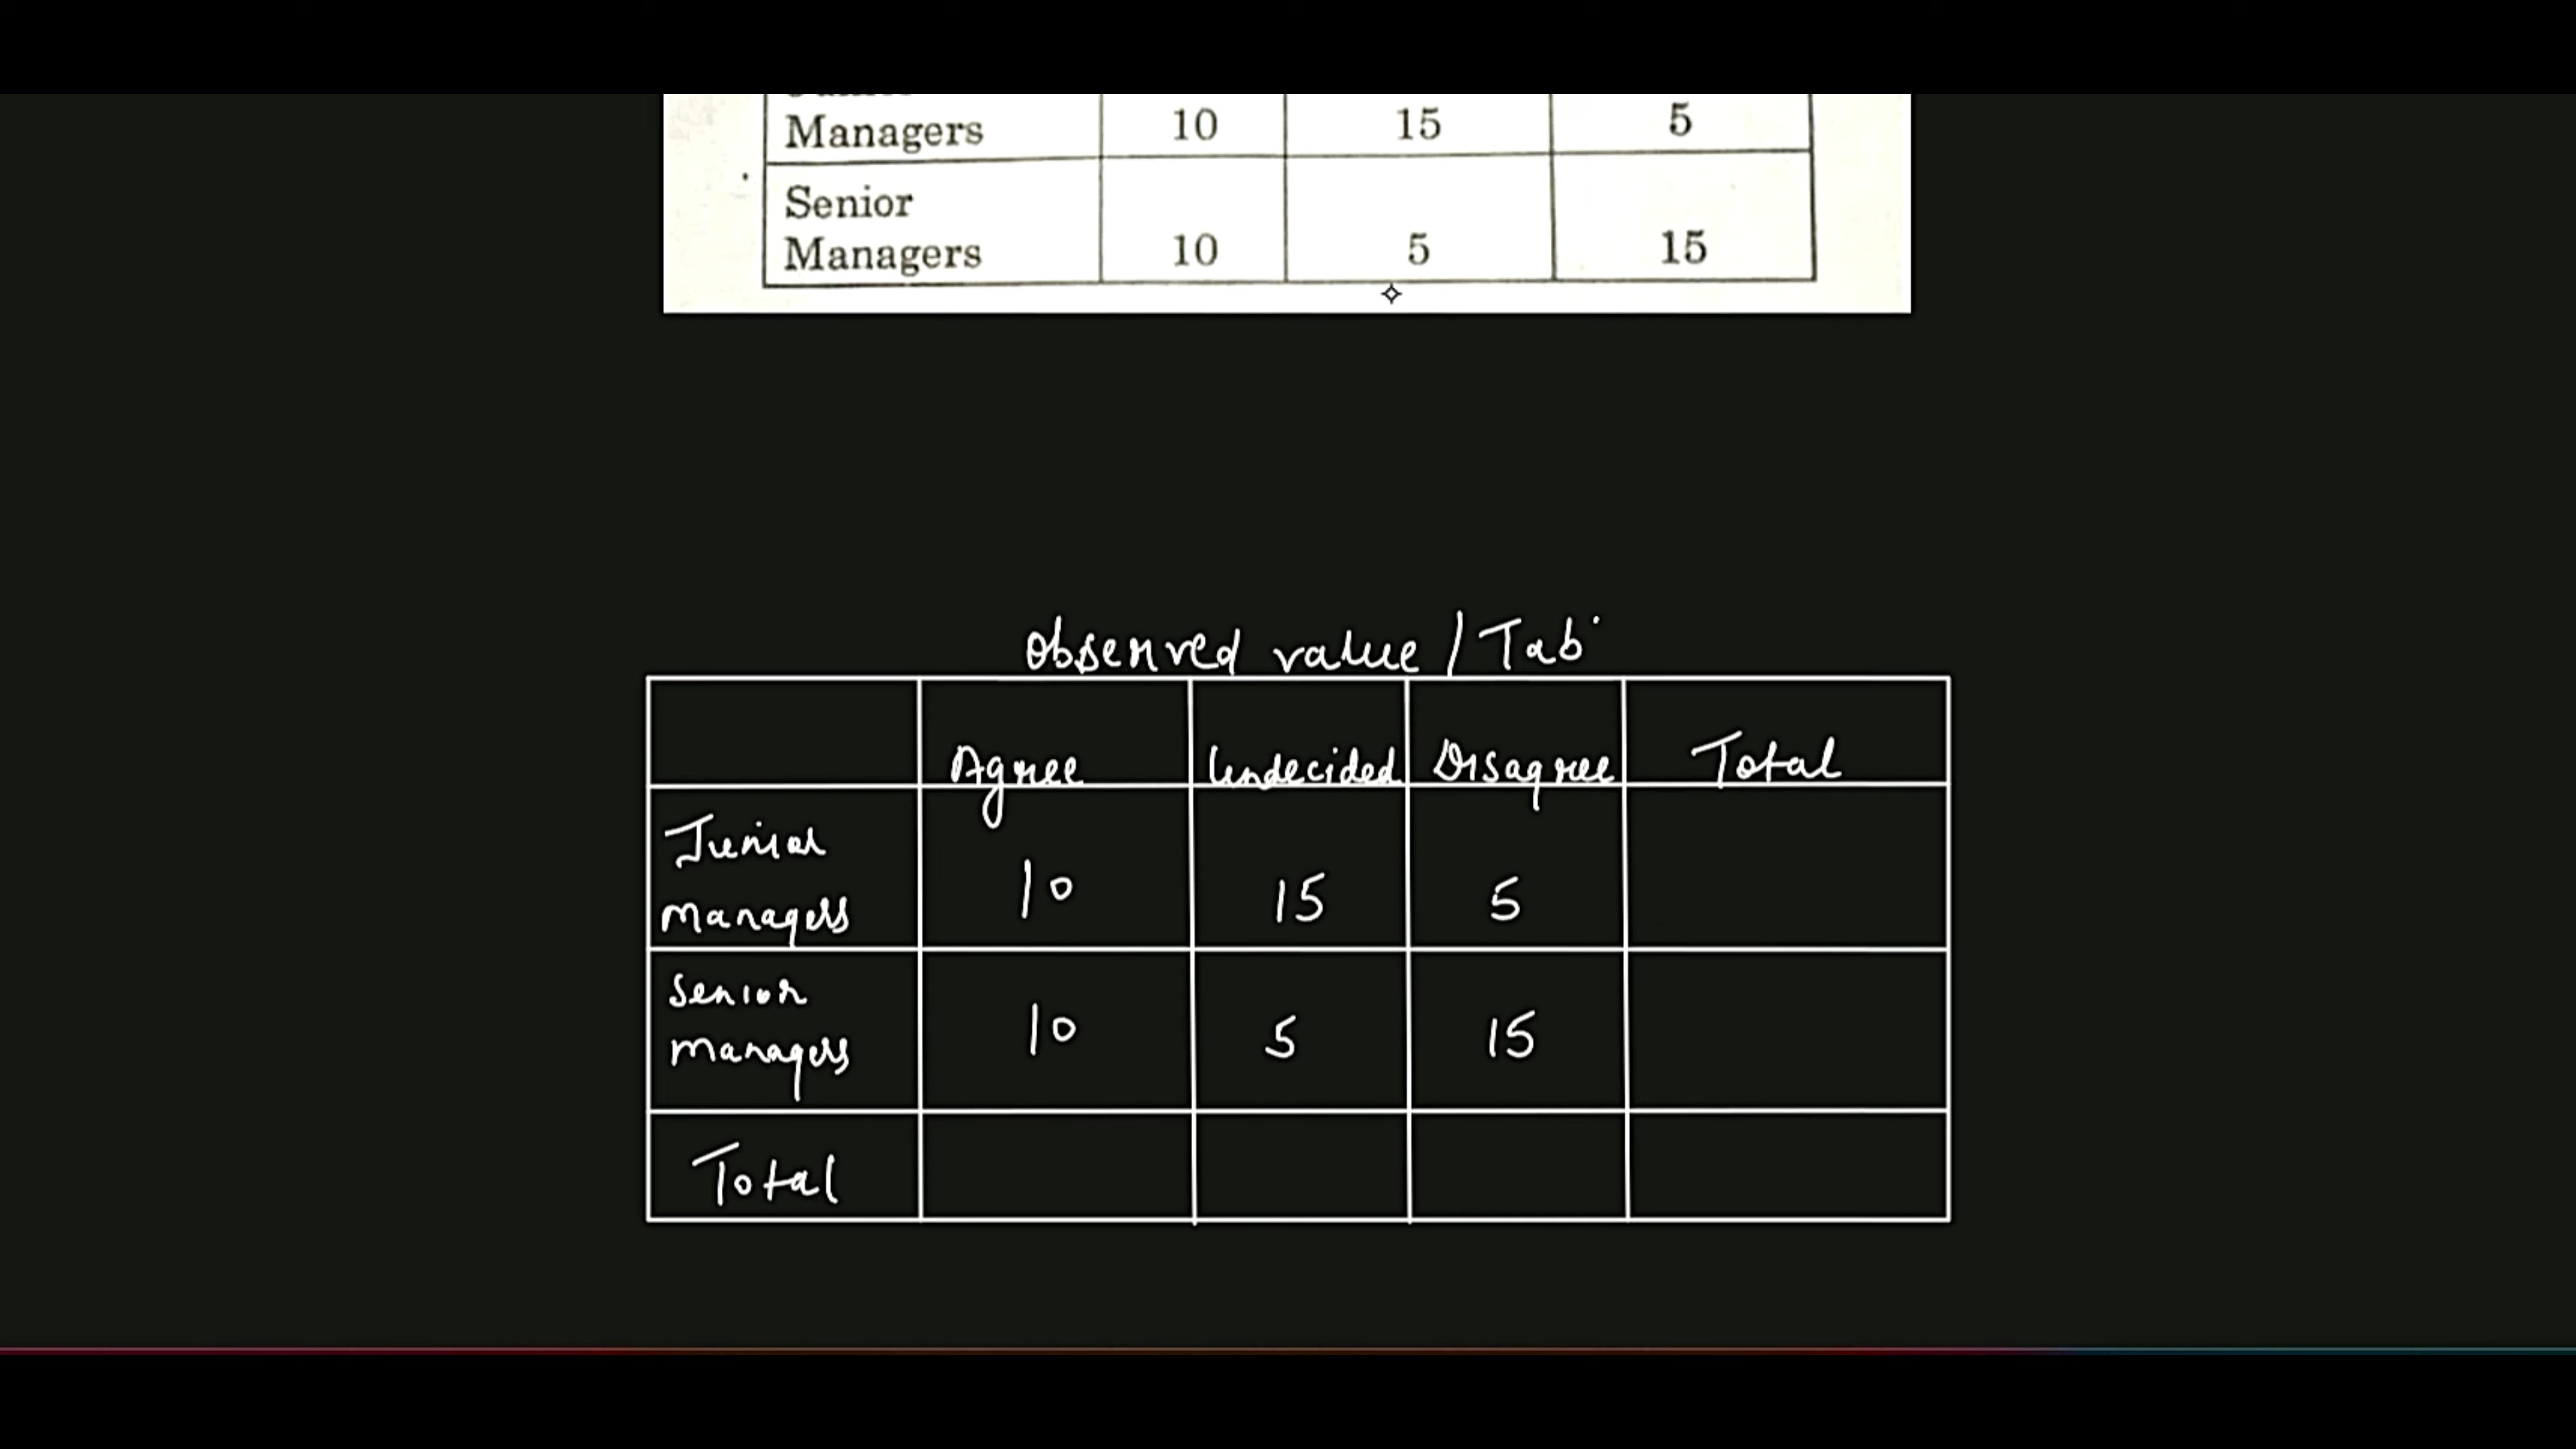 Managers 10 15 5
Senior
Managers 10 5 15
Observed value / Tab
Agree Undecided Disagree Total
Junior
Managers 10 15 5
Senior
Managers 10 5 15
Total